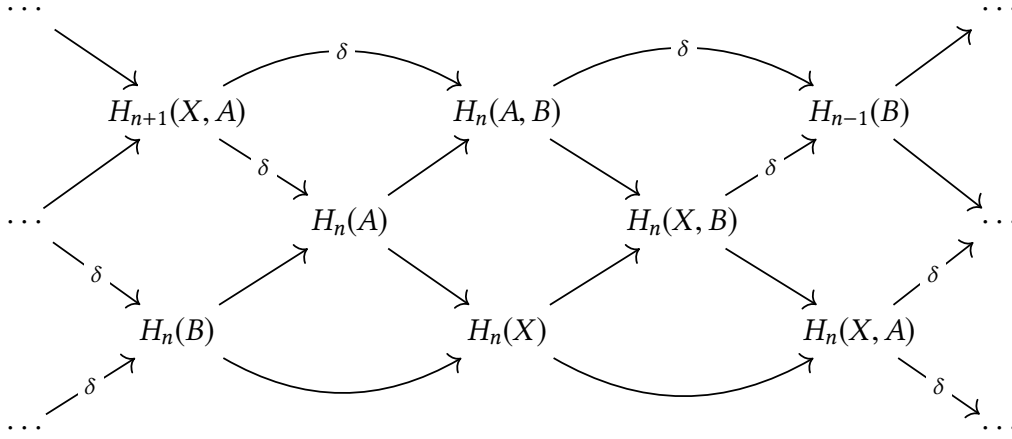 ... ...
δ δ
H_{n+1}(X, A) H_n(A, B) H_{n−1}(B)
δ δ
... H_n(A) H_n(X, B) ...
δ δ
H_n(B) H_n(X) H_n(X, A)
δ δ
... ...